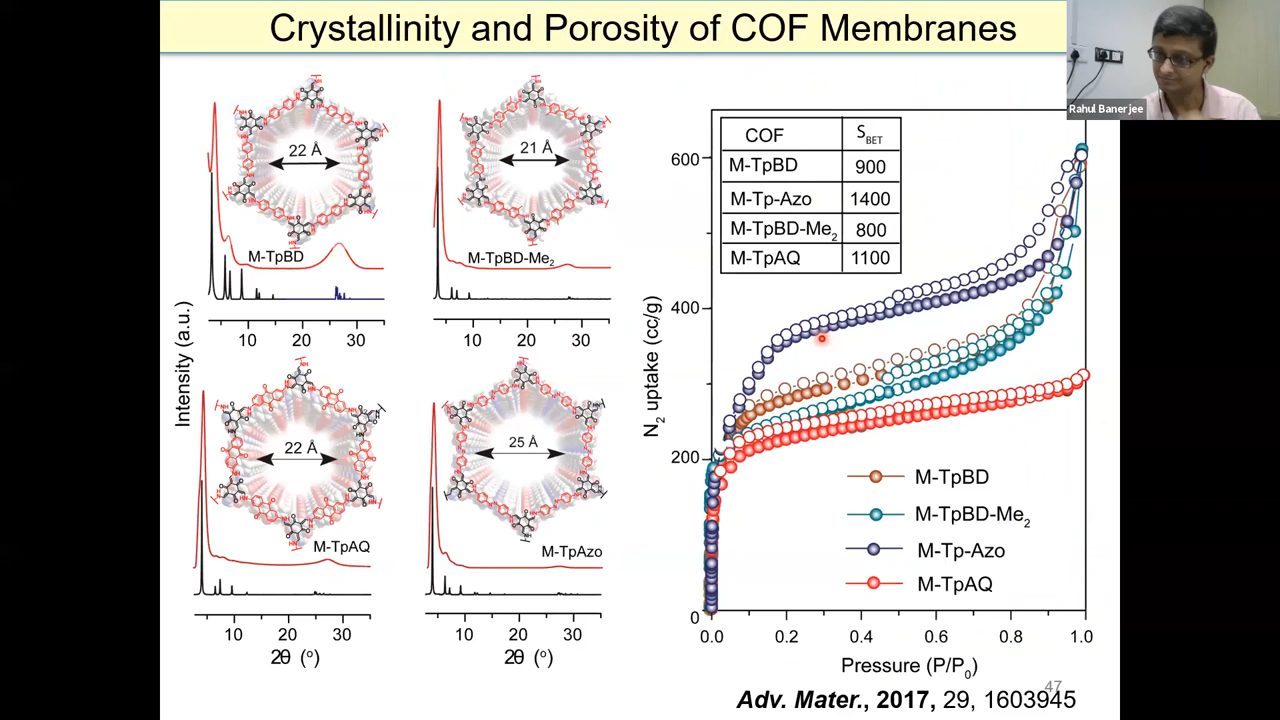 Crystallinity and Porosity of COF Membranes
Rahul Banerjee
22 Å
M-TpBD
21 Å
M-TpBD-Me2
10 20 30
10 20 30
22 Å
M-TpAQ
25 Å
M-TpAzo
10 20 30
10 20 30
2θ (o)
2θ (o)
Intensity (a.u.)
COF SBET
M-TpBD 900
M-Tp-Azo 1400
M-TpBD-Me2 800
M-TpAQ 1100
N2 uptake (cc/g)
600
400
200
0
M-TpBD
M-TpBD-Me2
M-Tp-Azo
M-TpAQ
0.0 0.2 0.4 0.6 0.8 1.0
Pressure (P/P0)
47
Adv. Mater., 2017, 29, 1603945